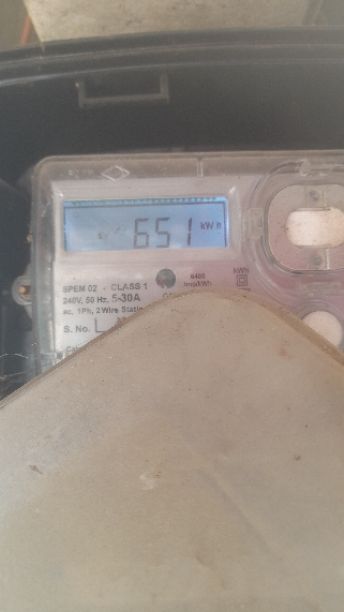 651 kWh
SPEM 02 - CLASS 1
240V, 50 Hz. 5-30A
6400
imp/kWh
kWh
ac, 1Ph, 2 Wire Static
S. No. L